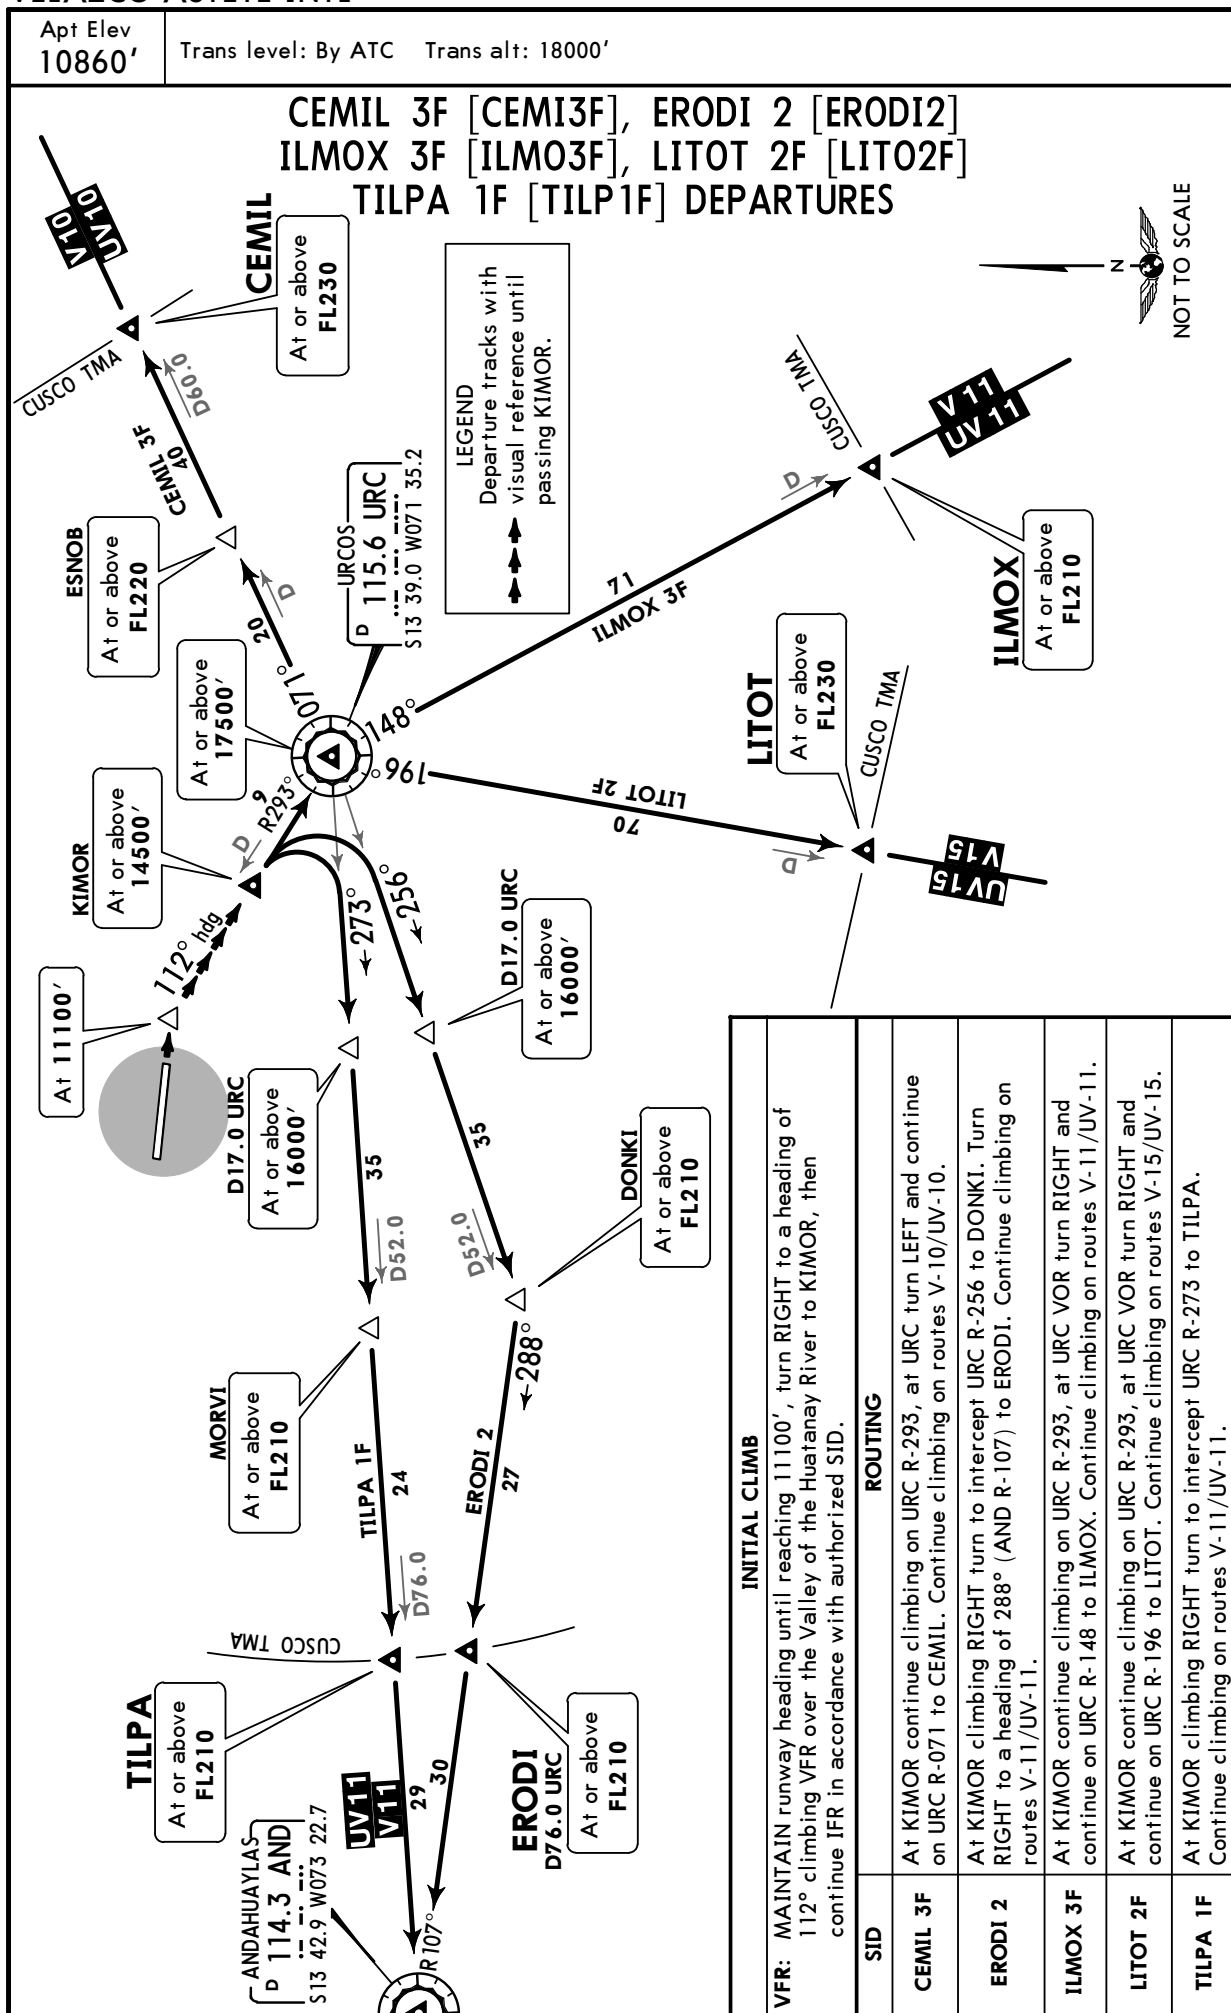 Apt Elev
10860'
Trans level: By ATC Trans alt: 18000'
CEMIL 3F [CEMI3F], ERODI 2 [ERODI2]
ILMOX 3F [ILMO3F], LITOT 2F [LITO2F]
TILPA 1F [TILP1F] DEPARTURES
NOT TO SCALE
N
V10
UV10
CEMIL
At or above
FL230
CUSCO TMA
D60.0
CEMIL 3F
40
ESNOB
At or above
FL220
D
20
071°
LEGEND
Departure tracks with
visual reference until
passing KIMOR.
URCOS
D 115.6 URC
S13 39.0 W071 35.2
At or above
17500'
KIMOR
At or above
14500'
9
R293°
D
112° hdg
At 11100'
148°
71
ILMOX 3F
D
CUSCO TMA
V 11
UV 11
ILMOX
At or above
FL210
196°
LITOT 2F
70
D
LITOT
At or above
FL230
CUSCO TMA
V15
UV15
273°
256°
D17.0 URC
At or above
16000'
D17.0 URC
At or above
16000'
35
D52.0
35
D52.0
DONKI
At or above
FL210
MORVI
At or above
FL210
288°
TILPA 1F
24
D76.0
ERODI 2
27
CUSCO TMA
TILPA
At or above
FL210
ERODI
D76.0 URC
At or above
FL210
UV11
V11
29
30
R107°
ANDAHUAYLAS
D 114.3 AND
S13 42.9 W073 22.7
INITIAL CLIMB
VFR: MAINTAIN runway heading until reaching 11100', turn RIGHT to a heading of
112° climbing VFR over the Valley of the Huatanay River to KIMOR, then
continue IFR in accordance with authorized SID.
SID ROUTING
CEMIL 3F At KIMOR continue climbing on URC R-293, at URC turn LEFT and continue
on URC R-071 to CEMIL. Continue climbing on routes V-10/UV-10.
ERODI 2 At KIMOR climbing RIGHT turn to intercept URC R-256 to DONKI. Turn
RIGHT to a heading of 288° (AND R-107) to ERODI. Continue climbing on
routes V-11/UV-11.
ILMOX 3F At KIMOR continue climbing on URC R-293, at URC VOR turn RIGHT and
continue on URC R-148 to ILMOX. Continue climbing on routes V-11/UV-11.
LITOT 2F At KIMOR continue climbing on URC R-293, at URC VOR turn RIGHT and
continue on URC R-196 to LITOT. Continue climbing on routes V-15/UV-15.
TILPA 1F At KIMOR climbing RIGHT turn to intercept URC R-273 to TILPA.
Continue climbing on routes V-11/UV-11.